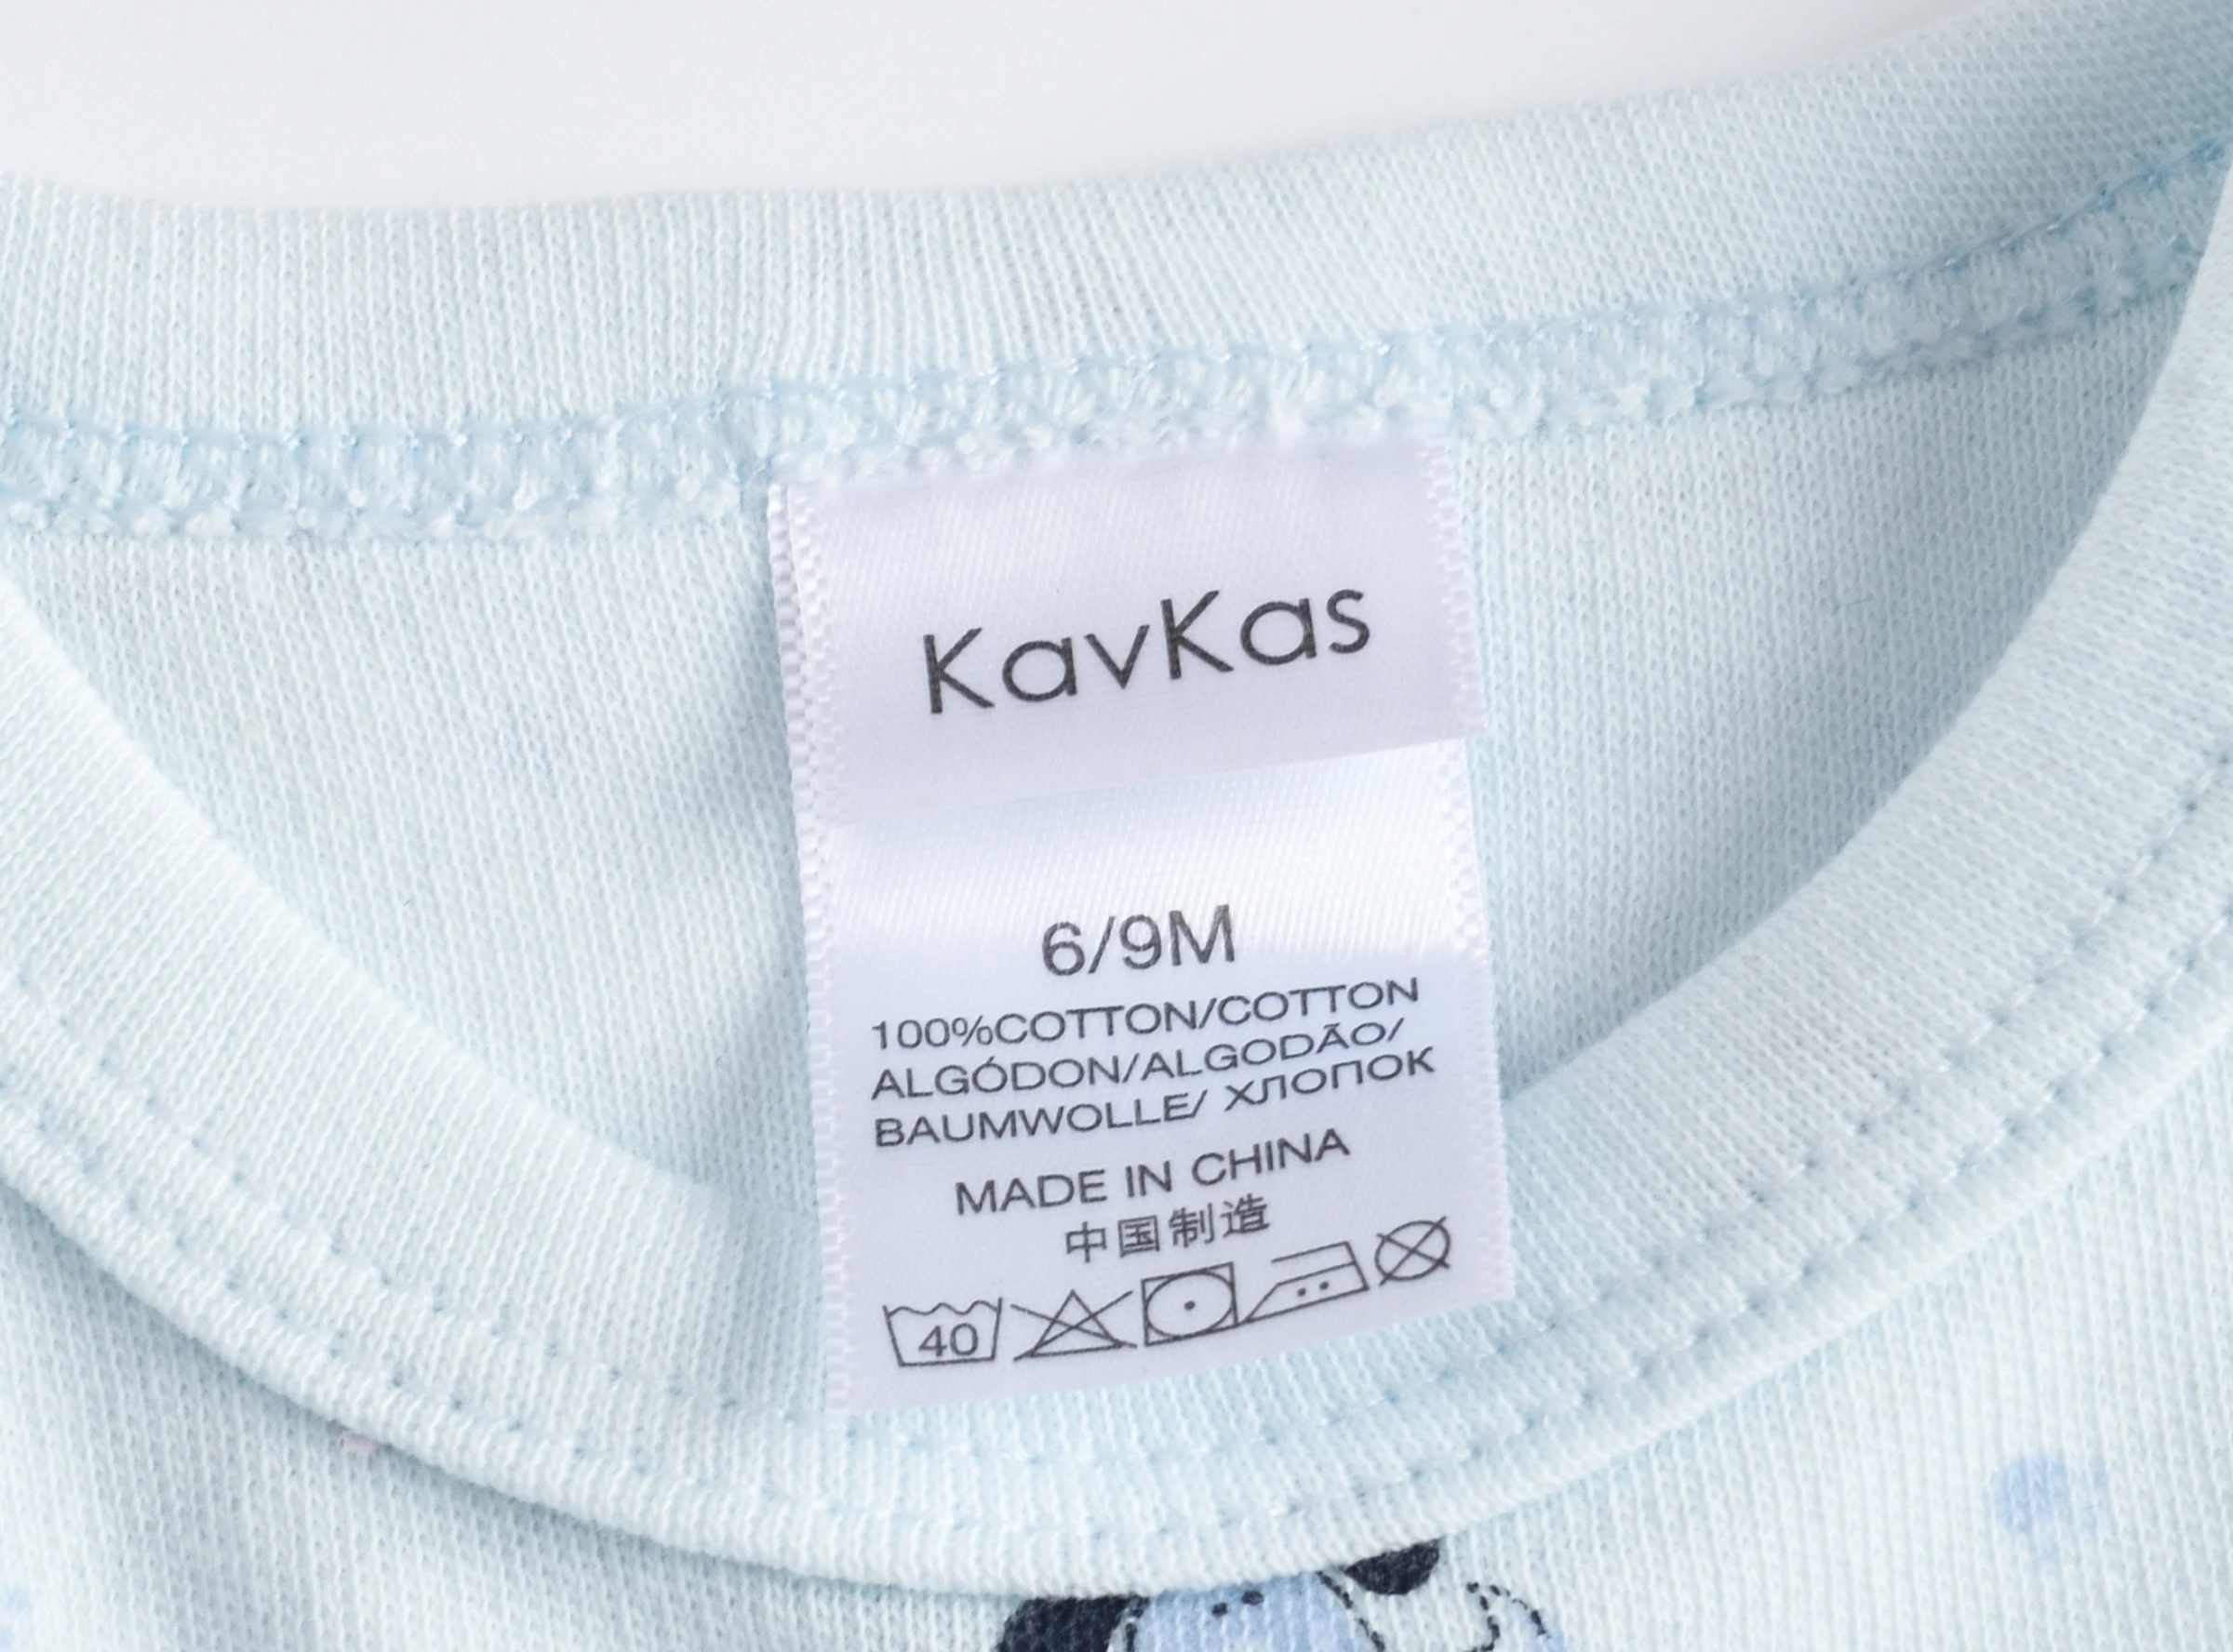 KavKas
6/9M
100%COTTON/COTTON
ALGÓDON/ALGODÃO/
BAUMWOLLE/ ХЛОПОК
MADE IN CHINA
中国制造
40